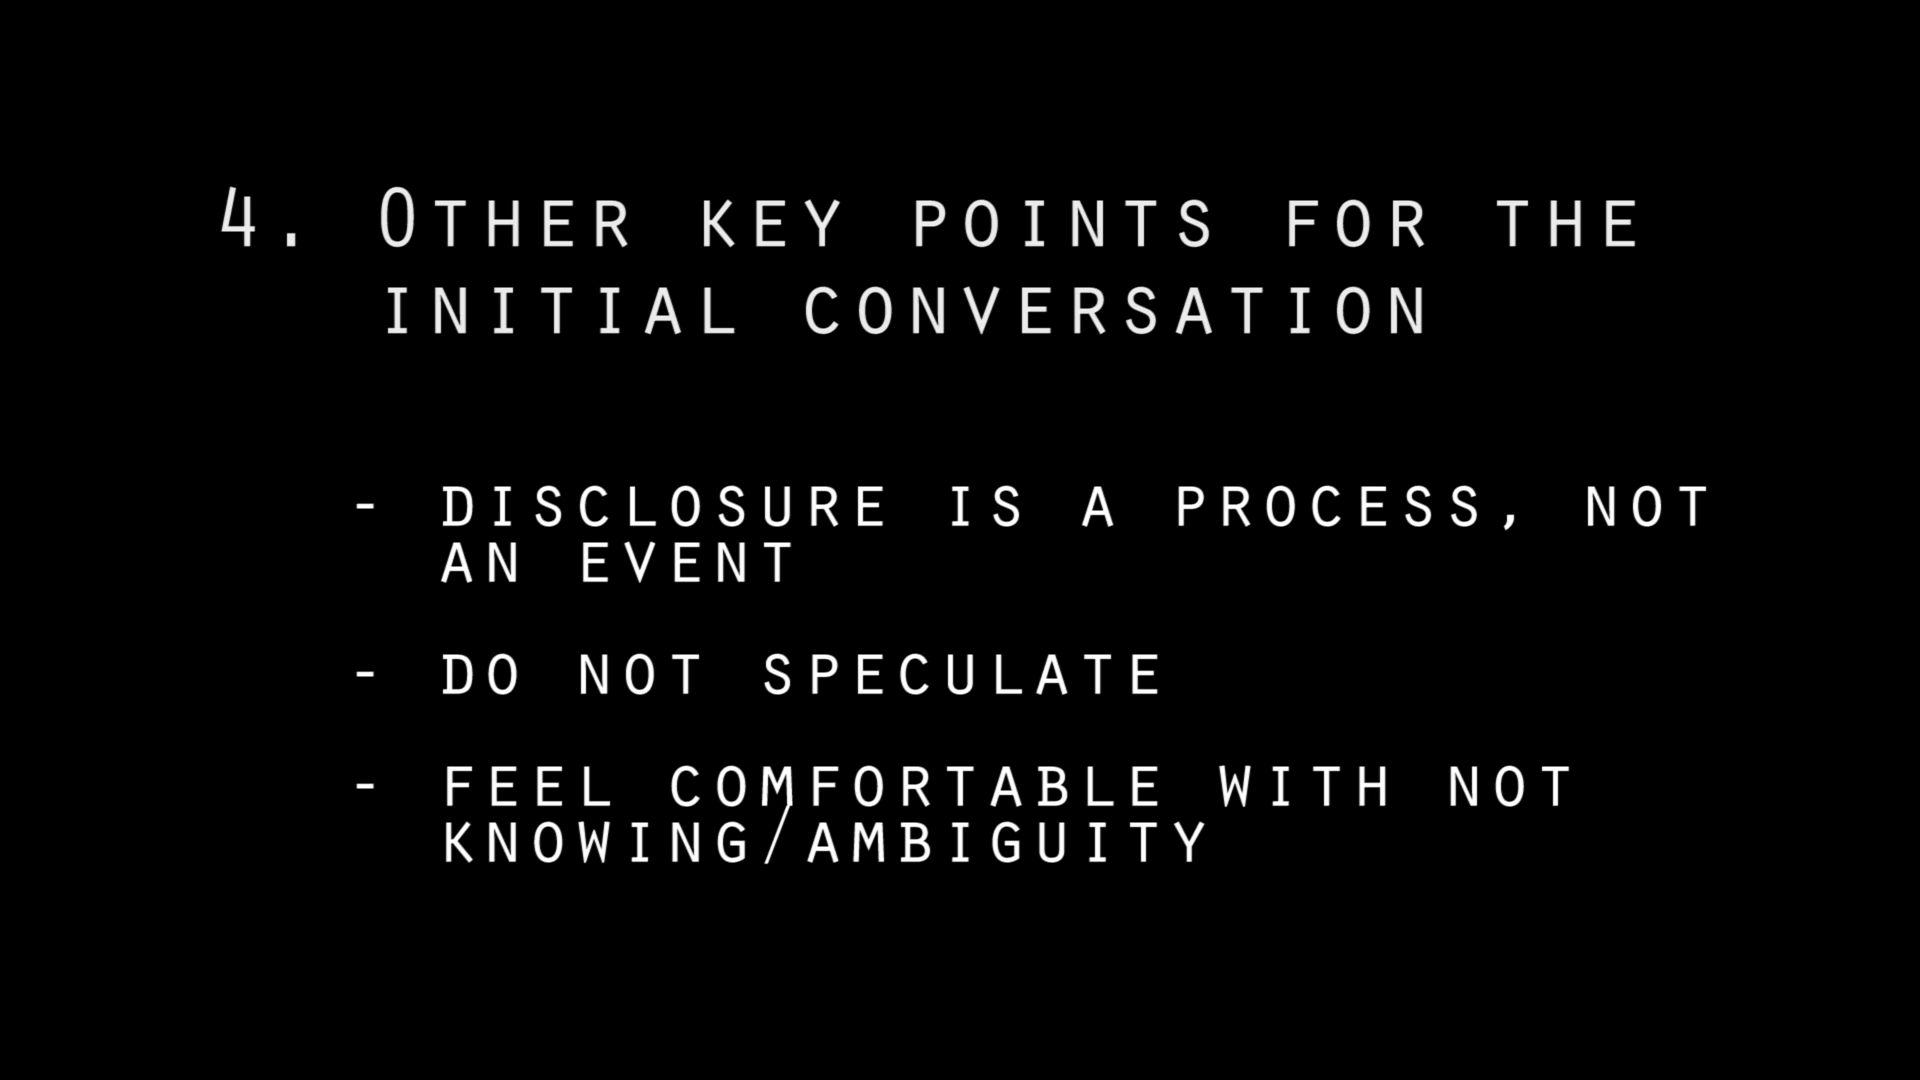 4. Other key points for the
initial conversation
- disclosure is a process, not
an event
- do not speculate
- feel comfortable with not
knowing/ambiguity